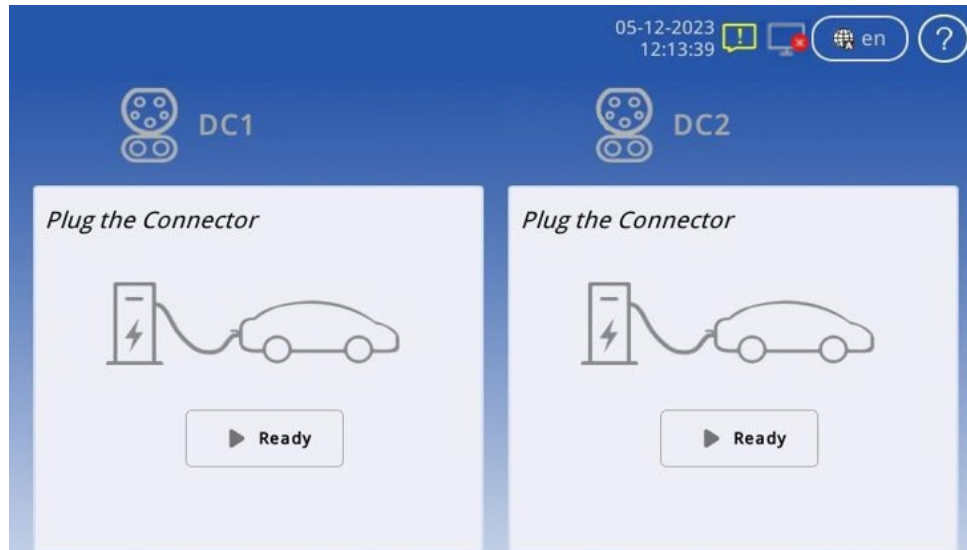 05-12-2023
12:13:39
! x en ?
DC1
DC2
Plug the Connector
Plug the Connector
Ready
Ready